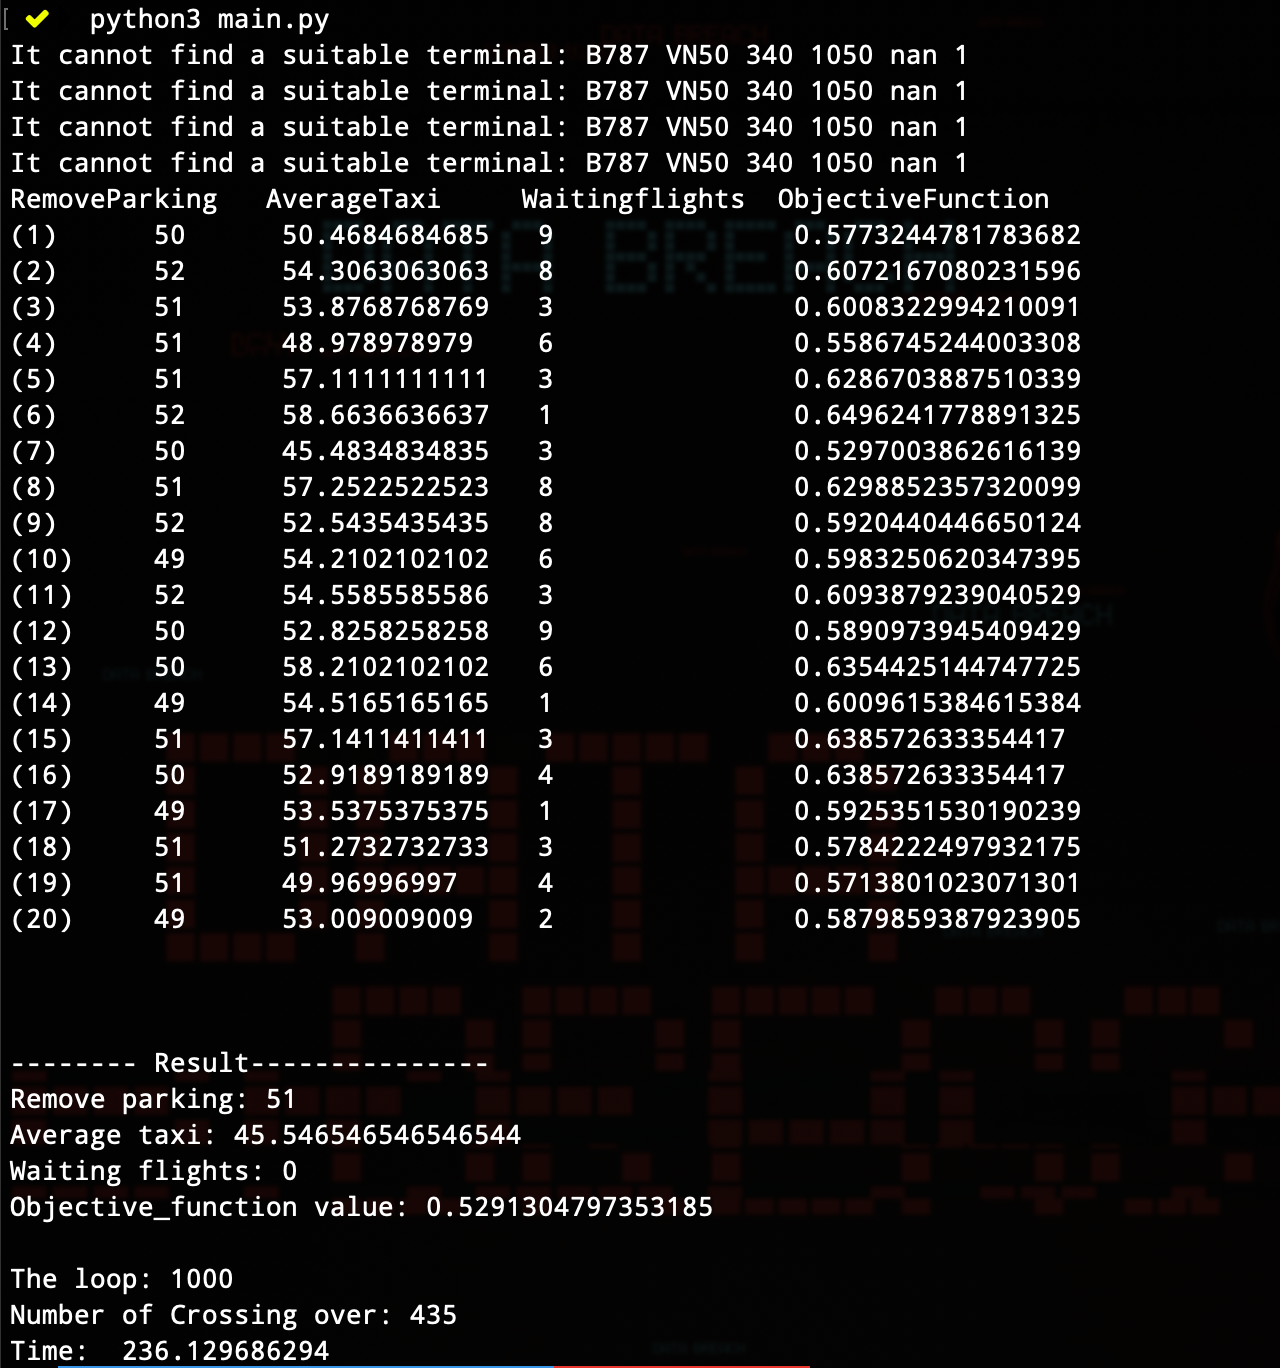 [ ✔ python3 main.py
It cannot find a suitable terminal: B787 VN50 340 1050 nan 1
It cannot find a suitable terminal: B787 VN50 340 1050 nan 1
It cannot find a suitable terminal: B787 VN50 340 1050 nan 1
It cannot find a suitable terminal: B787 VN50 340 1050 nan 1
RemoveParking AverageTaxi Waitingflights ObjectiveFunction
(1) 50 50.4684684685 9 0.5773244781783682
(2) 52 54.3063063063 8 0.6072167080231596
(3) 51 53.8768768769 3 0.6008322994210091
(4) 51 48.978978979 6 0.5586745244003308
(5) 51 57.1111111111 3 0.6286703887510339
(6) 52 58.6636636637 1 0.6496241778891325
(7) 50 45.4834834835 3 0.5297003862616139
(8) 51 57.2522522523 8 0.6298852357320099
(9) 52 52.5435435435 8 0.5920440446650124
(10) 49 54.2102102102 6 0.5983250620347395
(11) 52 54.5585585586 3 0.6093879239040529
(12) 50 52.8258258258 9 0.5890973945409429
(13) 50 58.2102102102 6 0.6354425144747725
(14) 49 54.5165165165 1 0.6009615384615384
(15) 51 57.1411411411 3 0.638572633354417
(16) 50 52.9189189189 4 0.638572633354417
(17) 49 53.5375375375 1 0.5925351530190239
(18) 51 51.2732732733 3 0.5784222497932175
(19) 51 49.96996997 4 0.5713801023071301
(20) 49 53.009009009 2 0.5879859387923905
-------- Result---------------
Remove parking: 51
Average taxi: 45.546546546546544
Waiting flights: 0
Objective_function value: 0.5291304797353185
The loop: 1000
Number of Crossing over: 435
Time: 236.129686294